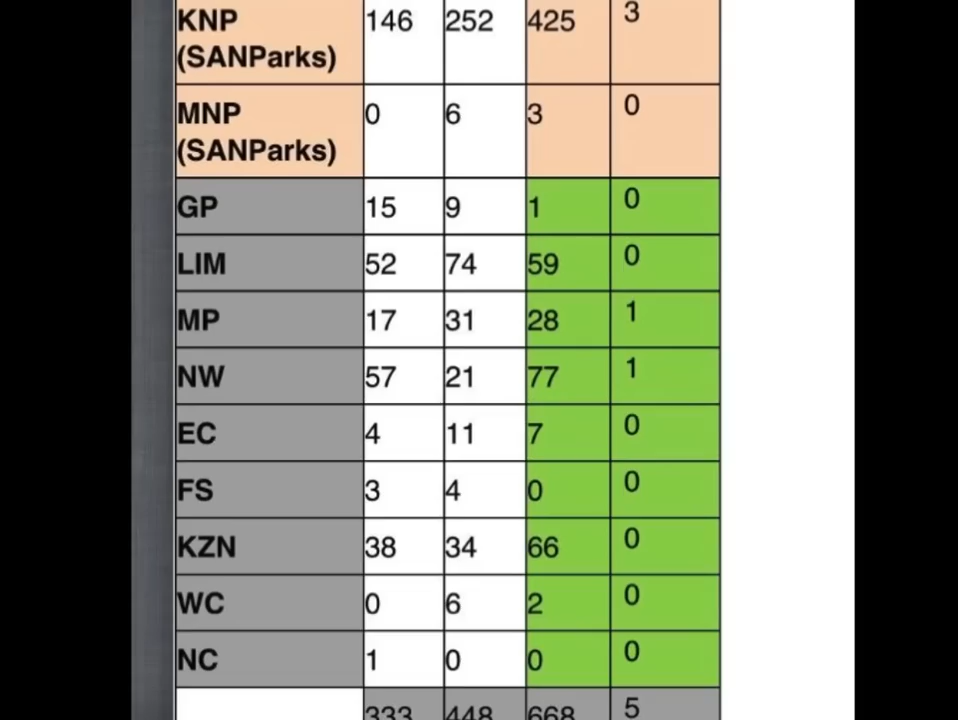 KNP 146 252 425 3
(SANParks)
MNP 0 6 3 0
(SANParks)
GP 15 9 1 0
LIM 52 74 59 0
MP 17 31 28 1
NW 57 21 77 1
EC 4 11 7 0
FS 3 4 0 0
KZN 38 34 66 0
WC 0 6 2 0
NC 1 0 0 0
333 448 668 5